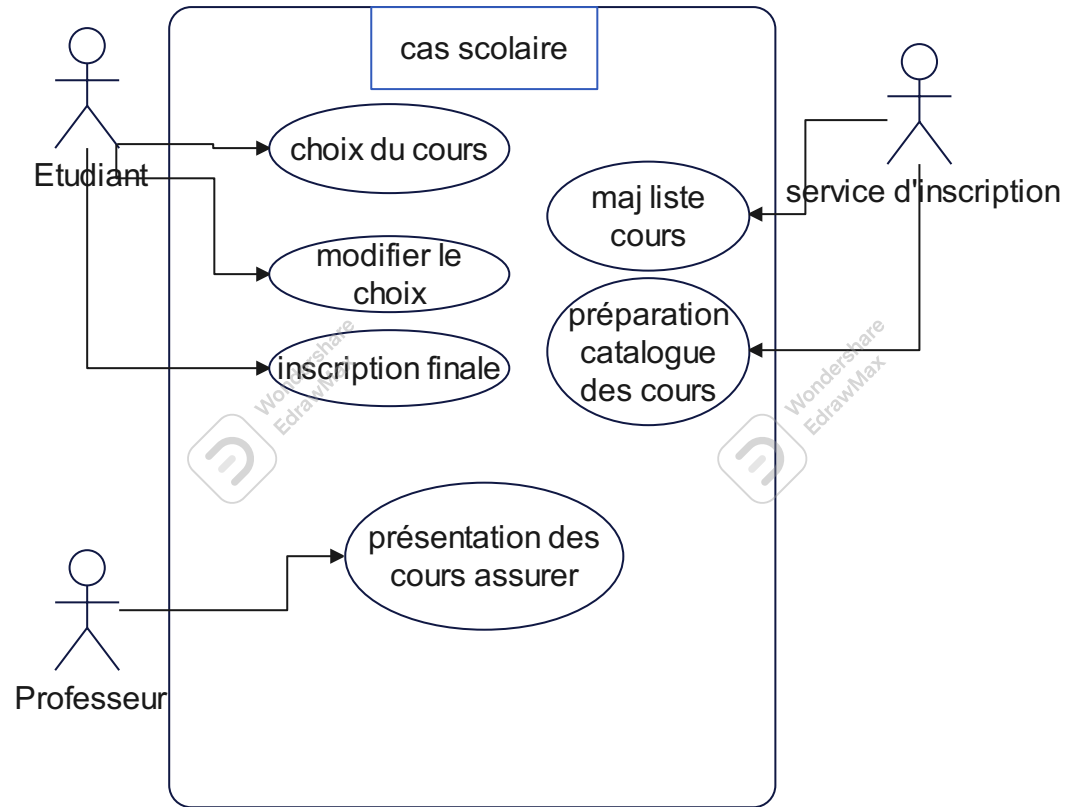 cas scolaire
Etudiant
choix du cours
modifier le
choix
inscription finale
maj liste
cours
service d'inscription
préparation
catalogue
des cours
Wondershare
EdrawMax
Wondershare
EdrawMax
présentation des
cours assurer
Professeur